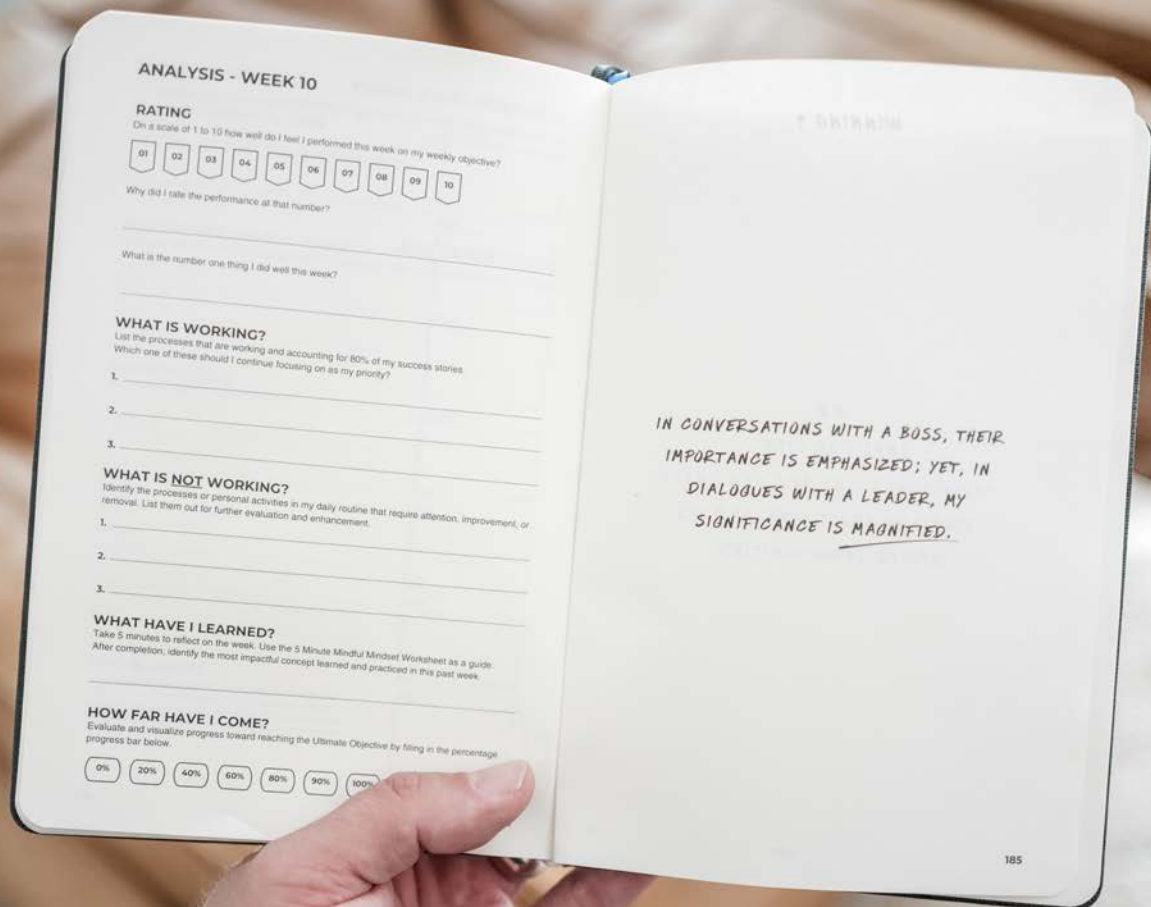 ANALYSIS - WEEK 10
RATING
On a scale of 1 to 10 how well do I feel I performed this week on my weekly objective?
01 02 03 04 05 06 07 08 09 10
Why did I rate the performance at that number?
What is the number one thing I did well this week?
WHAT IS WORKING?
List the processes that are working and accounting for 80% of my success stories
Which one of these should I continue focusing on as my priority?
1.
2.
3.
WHAT IS NOT WORKING?
Identify the processes or personal activities in my daily routine that require attention, improvement, or
removal. List them out for further evaluation and enhancement.
1.
2.
3.
WHAT HAVE I LEARNED?
Take 5 minutes to reflect on the week. Use the 5 Minute Mindful Mindset Worksheet as a guide.
After completion, identify the most impactful concept learned and practiced in this past week.
HOW FAR HAVE I COME?
Evaluate and visualize progress toward reaching the Ultimate Objective by filling in the percentage
progress bar below.
0% 20% 40% 60% 80% 90% 100%
IN CONVERSATIONS WITH A BOSS, THEIR
IMPORTANCE IS EMPHASIZED; YET, IN
DIALOGUES WITH A LEADER, MY
SIGNIFICANCE IS MAGNIFIED.
185